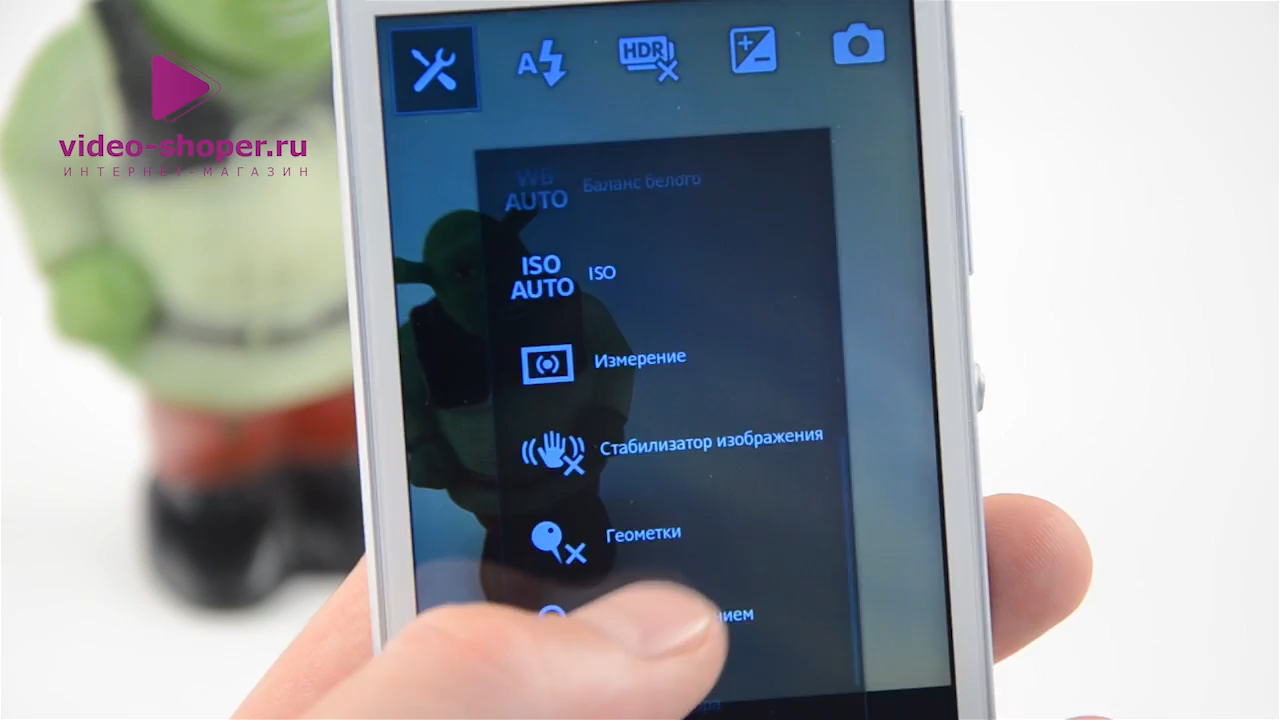 video-shoper.ru
ИНТЕРНЕТ-МАГАЗИН
A
HDR
WB
AUTO
Баланс белого
ISO
AUTO
ISO
Измерение
Стабилизатор изображения
Геометки